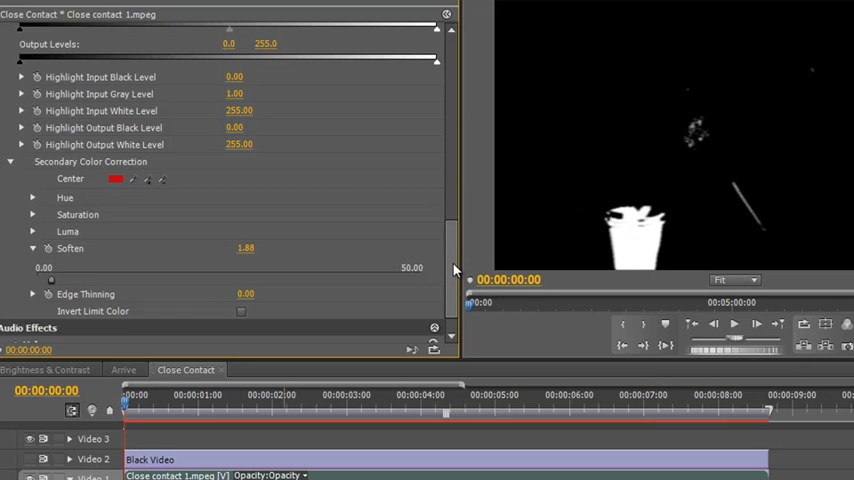 Close Contact * Close contact 1.mpeg
Output Levels: 0.0 255.0
Highlight Input Black Level 0.00
Highlight Input Gray Level 1.00
Highlight Input White Level 255.00
Highlight Output Black Level 0.00
Highlight Output White Level 255.00
Secondary Color Correction
Center
Hue
Saturation
Luma
Soften 1.88
0.00 50.00
Edge Thinning 0.00
Invert Limit Color
Audio Effects
00:00:00:00
00:00:00:00 Fit
00:00 00:05:00:00
Brightness & Contrast Arrive Close Contact
00:00:00:00
00:00 00:00:01:00 00:00:02:00 00:00:03:00 00:00:04:00 00:00:05:00 00:00:06:00 00:00:07:00 00:00:08:00 00:00:09:00
Video 3
Video 2 Black Video
Video 1 Close contact 1.mpeg [V] Opacity:Opacity